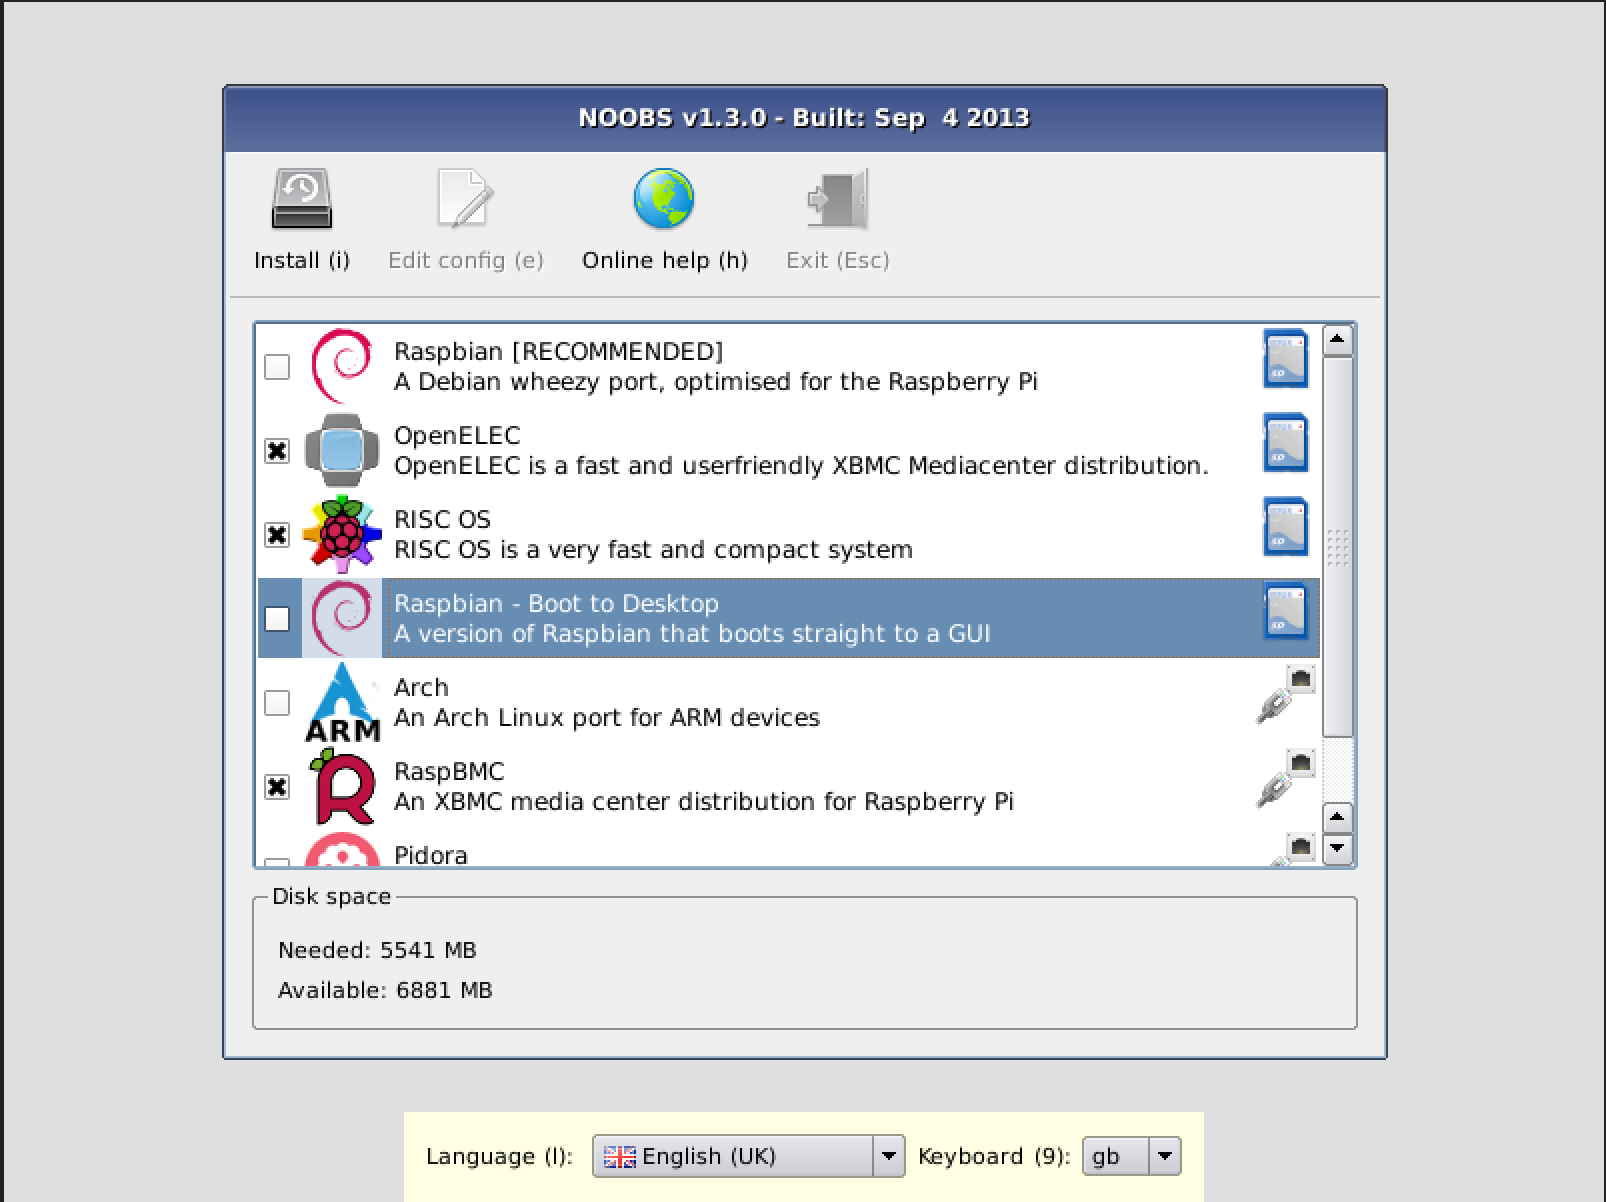 NOOBS v1.3.0 - Built: Sep  4 2013
Install (i)
Edit config (e)
Online help (h)
Exit (Esc)
Raspbian [RECOMMENDED]
A Debian wheezy port, optimised for the Raspberry Pi
OpenELEC
OpenELEC is a fast and userfriendly XBMC Mediacenter distribution.
RISC OS
RISC OS is a very fast and compact system
Raspbian - Boot to Desktop
A version of Raspbian that boots straight to a GUI
ARM
Arch
An Arch Linux port for ARM devices
RaspBMC
An XBMC media center distribution for Raspberry Pi
Pidora
Disk space
Needed: 5541 MB
Available: 6881 MB
Language (l): English (UK) Keyboard (9): gb